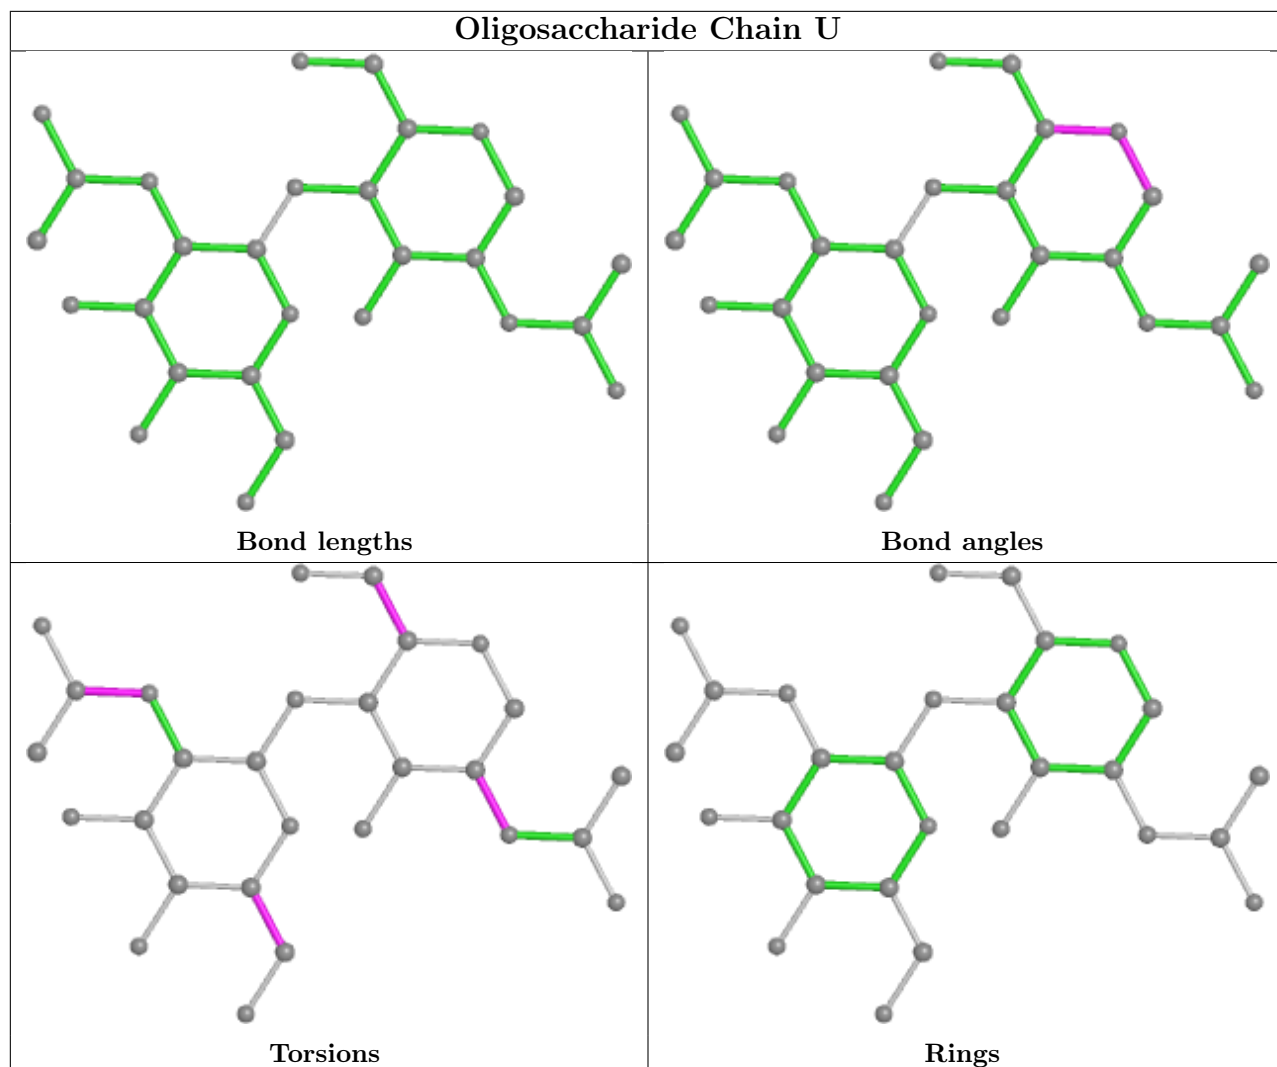 Oligosaccharide Chain U
Bond lengths
Bond angles
Torsions
Rings